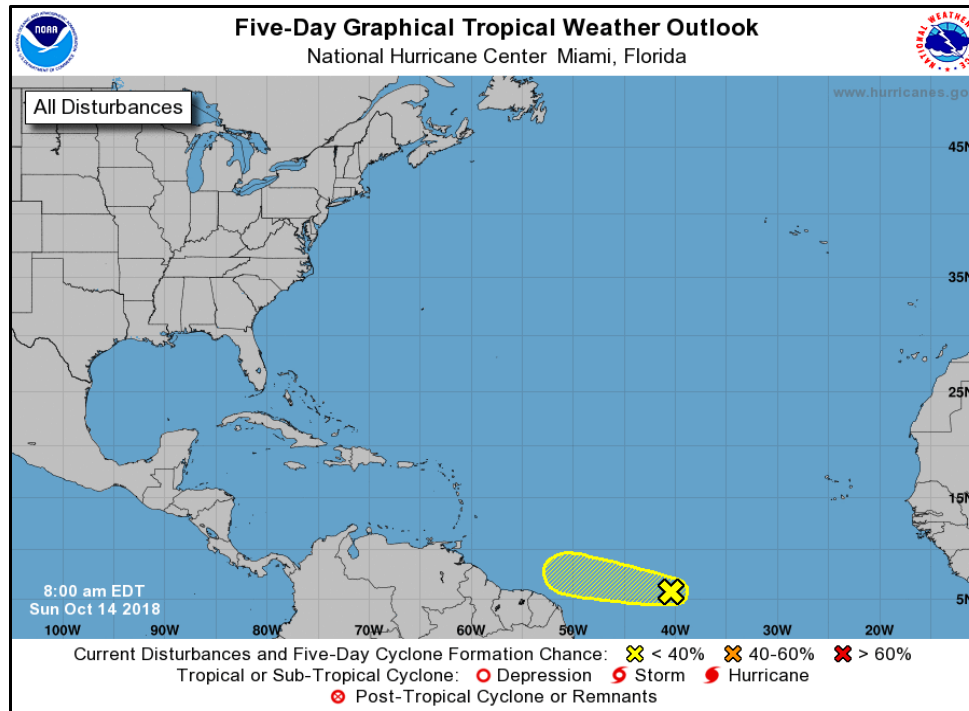 Five-Day Graphical Tropical Weather Outlook
National Hurricane Center Miami, Florida
NOAA
All Disturbances
www.hurricanes.go
45N
35N
25N
15N
5N
8:00 am EDT
Sun Oct 14 2018
100W 90W 80W 70W 60W 50W 40W 30W 20W
Current Disturbances and Five-Day Cyclone Formation Chance: < 40% 40-60% > 60%
Tropical or Sub-Tropical Cyclone: Depression Storm Hurricane
Post-Tropical Cyclone or Remnants